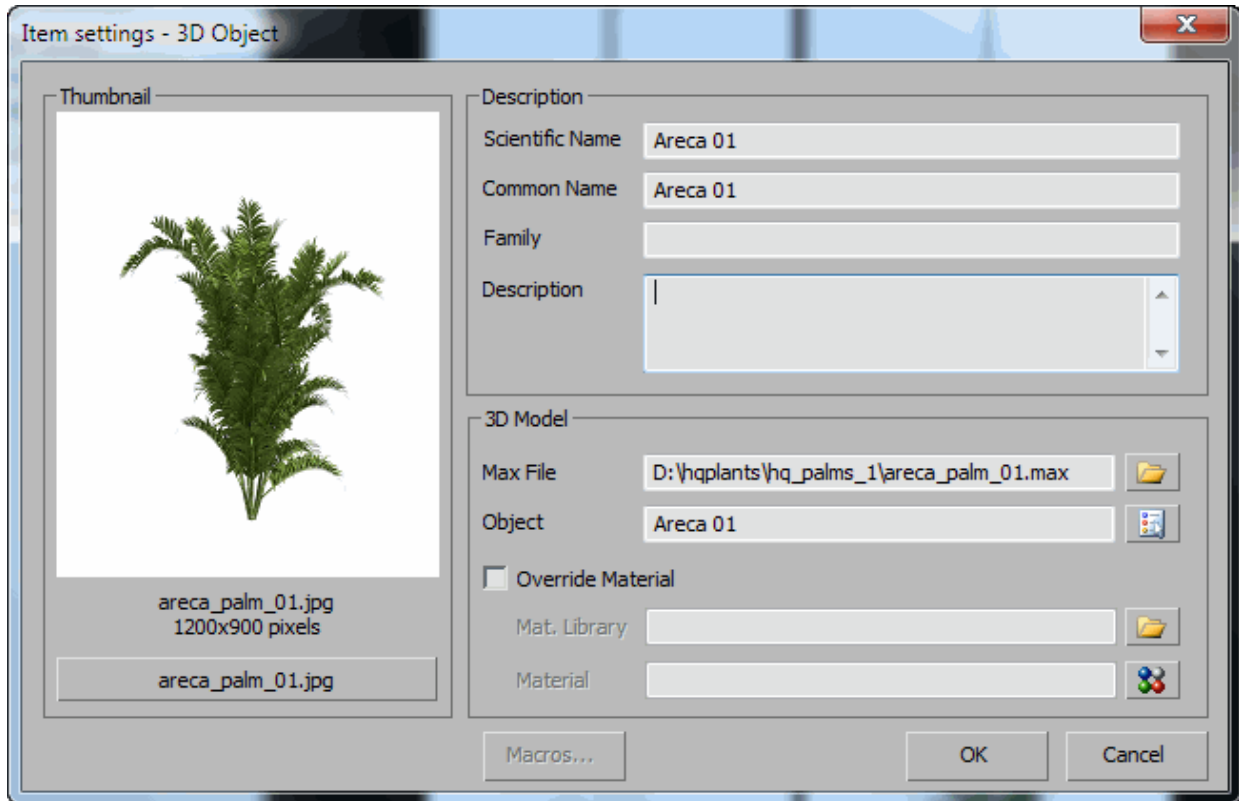 Item settings - 3D Object
Thumbnail
areca_palm_01.jpg
1200x900 pixels
areca_palm_01.jpg
Description
Scientific Name Areca 01
Common Name Areca 01
Family
Description
3D Model
Max File D:\hqplants\hq_palms_1\areca_palm_01.max
Object Areca 01
Override Material
Mat. Library
Material
Macros... OK Cancel